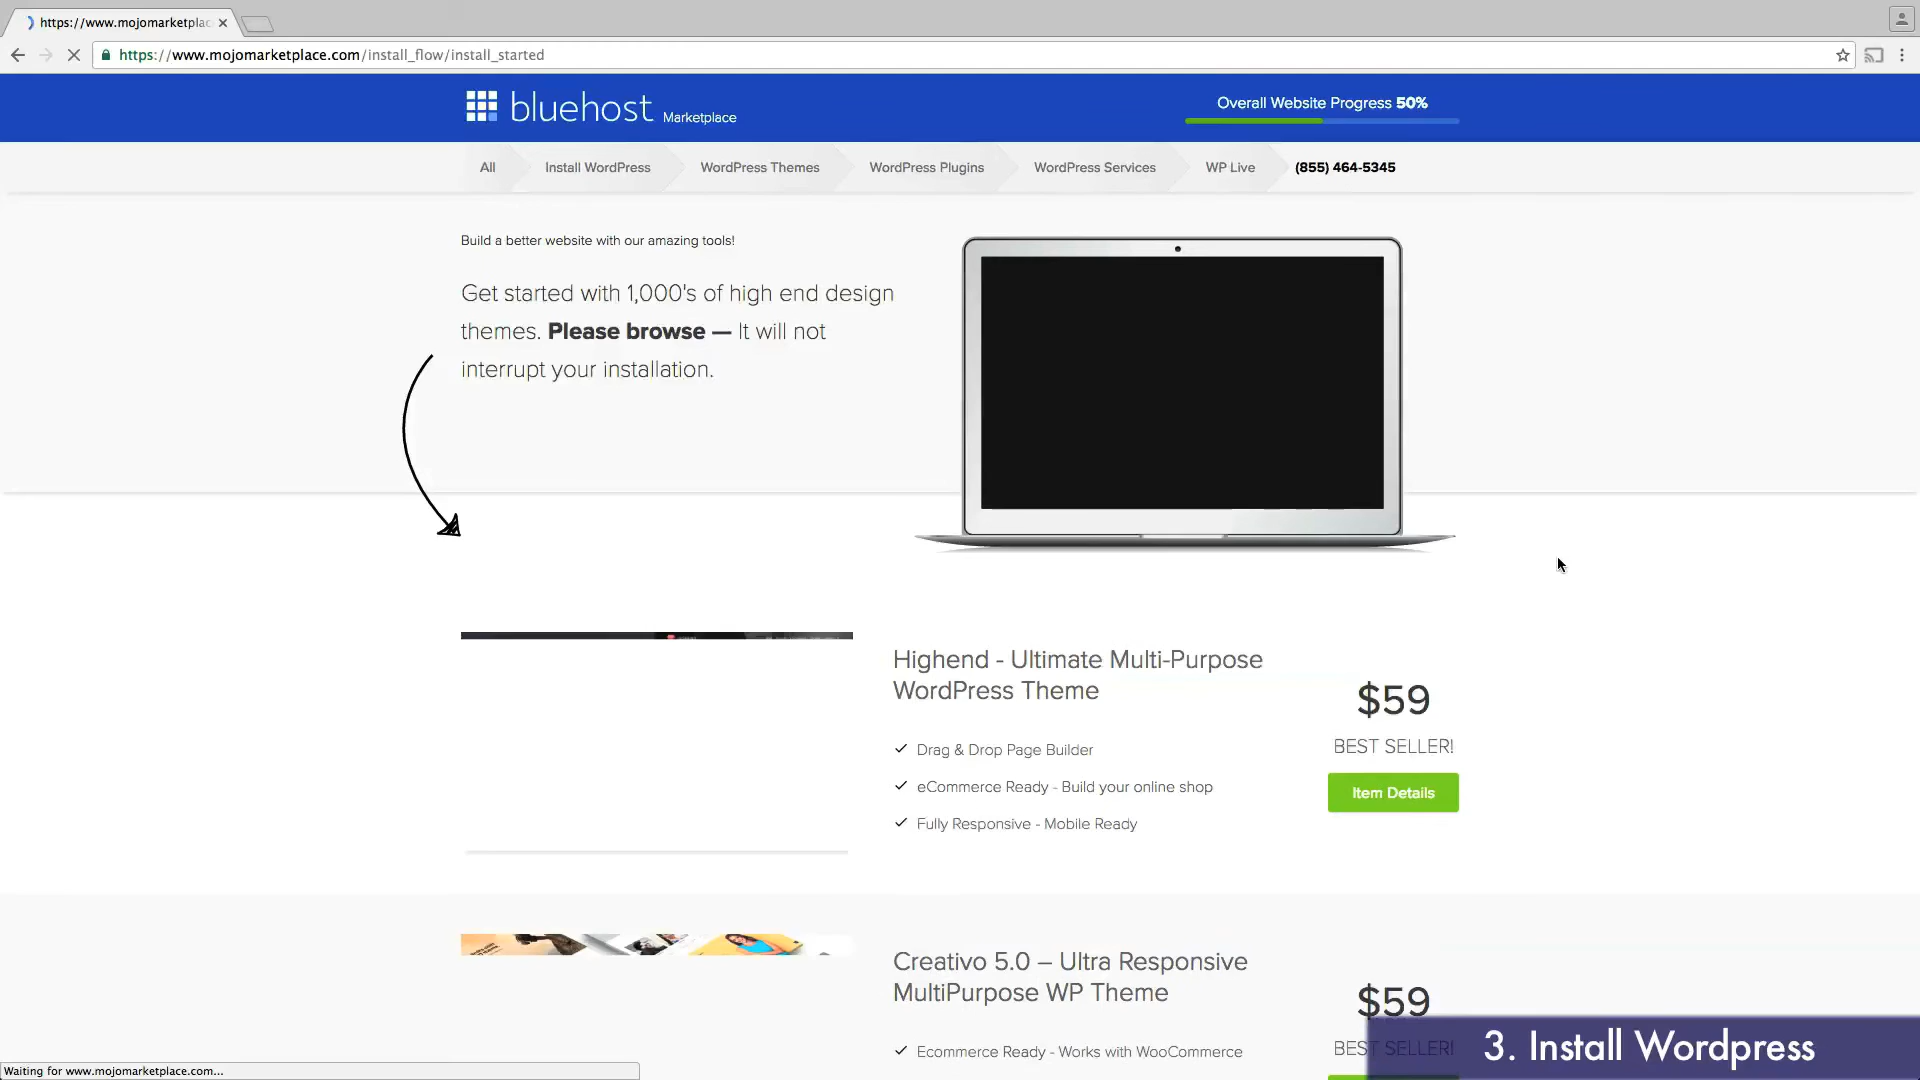 https://www.mojomarketplac
https://www.mojomarketplace.com/install_flow/install_started
bluehost Marketplace
Overall Website Progress 50%
All
Install WordPress
WordPress Themes
WordPress Plugins
WordPress Services
WP Live
(855) 464-5345
Build a better website with our amazing tools!
Get started with 1,000's of high end design
themes. Please browse — It will not
interrupt your installation.
Highend - Ultimate Multi-Purpose
WordPress Theme
$59
BEST SELLER!
Drag & Drop Page Builder
eCommerce Ready - Build your online shop
Item Details
Fully Responsive - Mobile Ready
Creativo 5.0 – Ultra Responsive
MultiPurpose WP Theme
$59
BEST SELLER!
Ecommerce Ready - Works with WooCommerce
3. Install Wordpress
Waiting for www.mojomarketplace.com...